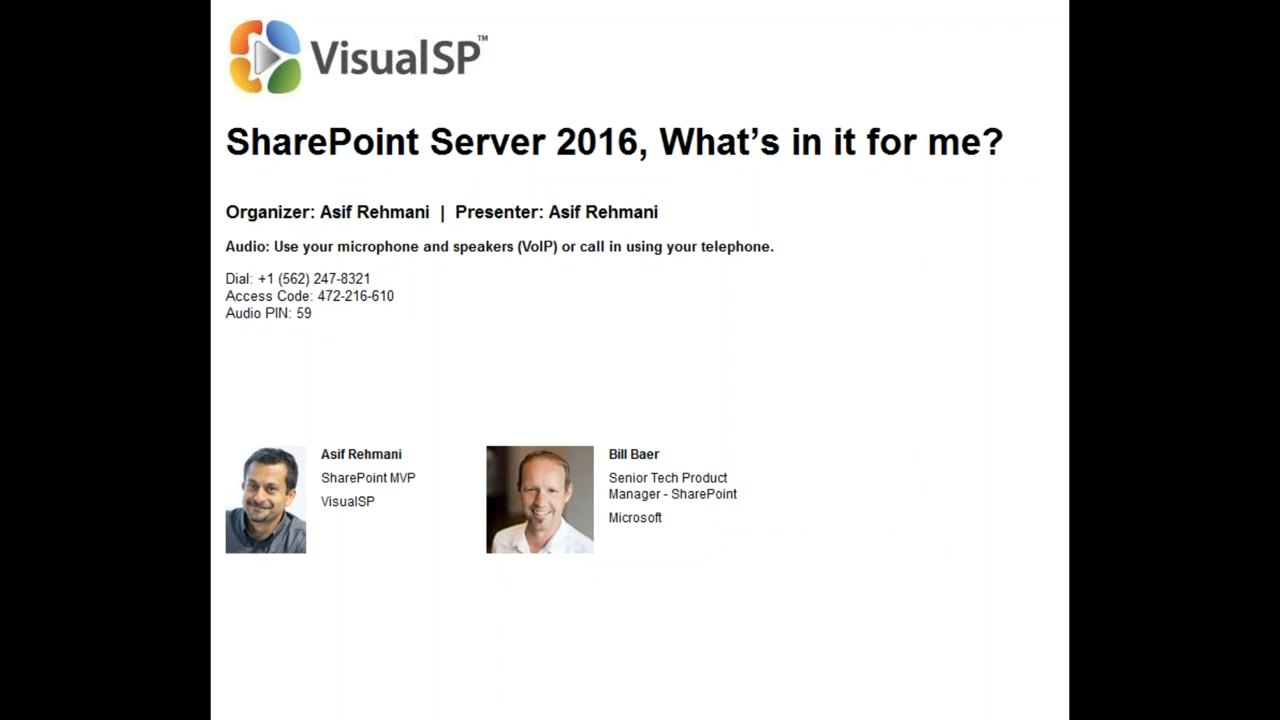 VisualSP™
SharePoint Server 2016, What's in it for me?
Organizer: Asif Rehmani | Presenter: Asif Rehmani
Audio: Use your microphone and speakers (VoIP) or call in using your telephone.
Dial: +1 (562) 247-8321
Access Code: 472-216-610
Audio PIN: 59
Asif Rehmani
SharePoint MVP
VisualSP
Bill Baer
Senior Tech Product
Manager - SharePoint
Microsoft